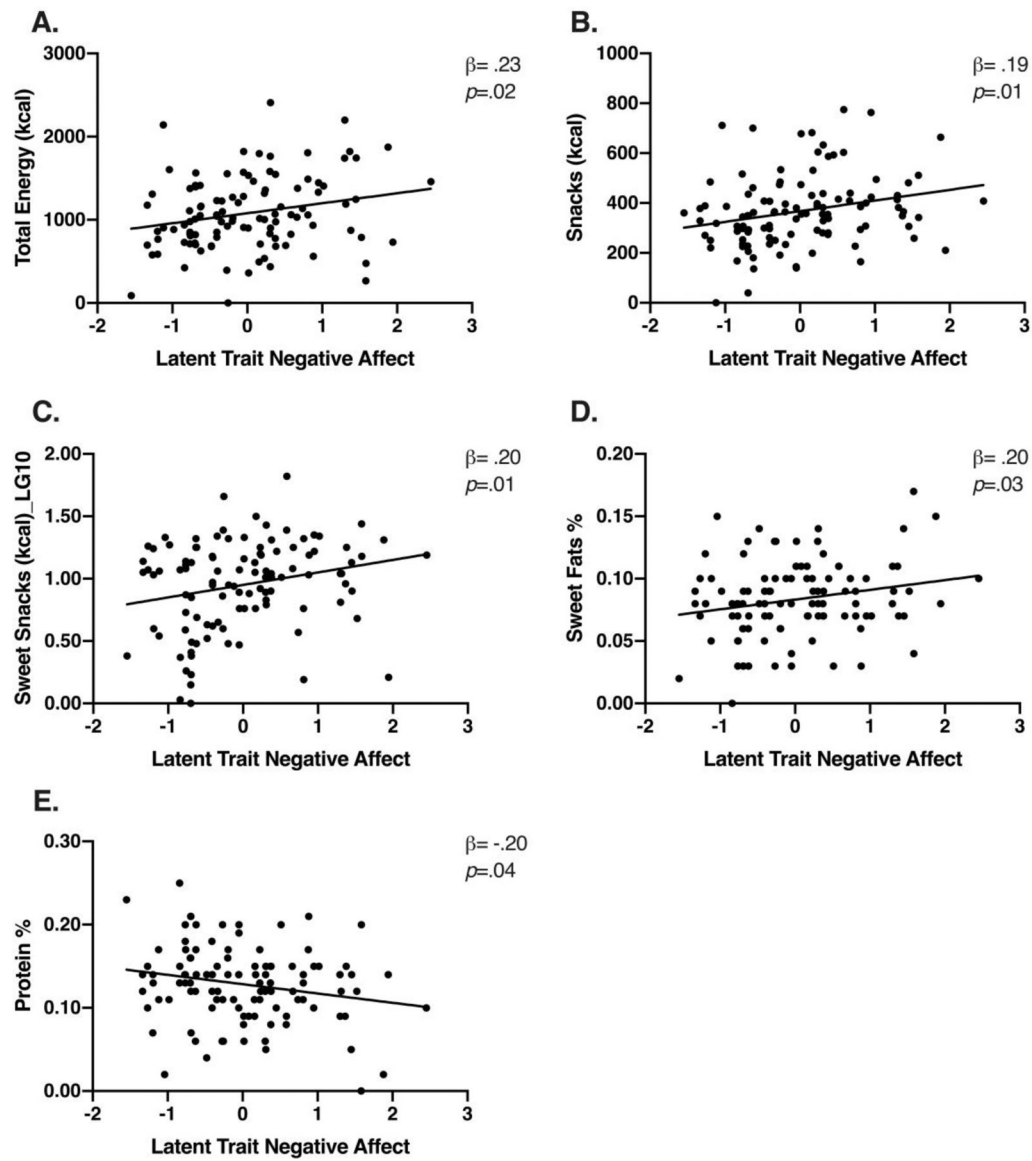 A.
B.
3000
2000
1000
0
Total Energy (kcal)
β= .23
p=.02
-2 -1 0 1 2 3
Latent Trait Negative Affect
1000
800
600
400
200
0
Snacks (kcal)
β= .19
p=.01
-2 -1 0 1 2 3
Latent Trait Negative Affect
C.
D.
2.00
1.50
1.00
0.50
0.00
Sweet Snacks (kcal)_LG10
β= .20
p=.01
-2 -1 0 1 2 3
Latent Trait Negative Affect
0.20
0.15
0.10
0.05
0.00
Sweet Fats %
β= .20
p=.03
-2 -1 0 1 2 3
Latent Trait Negative Affect
E.
0.30
0.20
0.10
0.00
Protein %
β= -.20
p=.04
-2 -1 0 1 2 3
Latent Trait Negative Affect